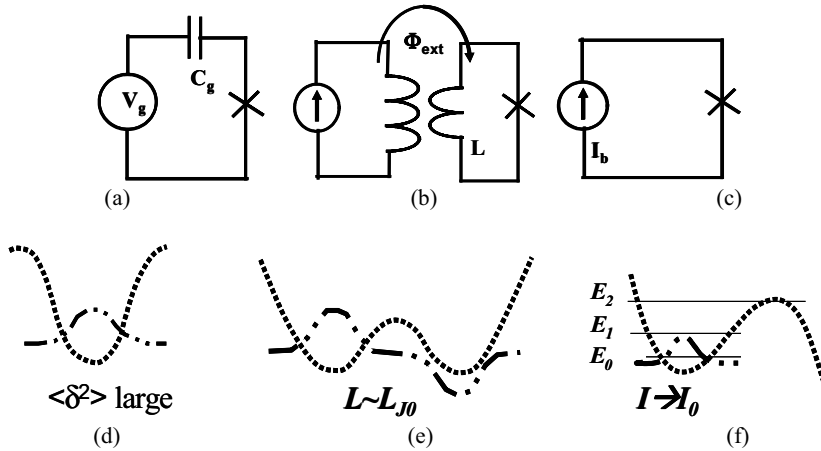 V_g
C_g
(a)
Φ_ext
L
(b)
I_b
(c)
<δ²> large
(d)
L~L_J0
(e)
E_2
E_1
E_0
I→I_0
(f)